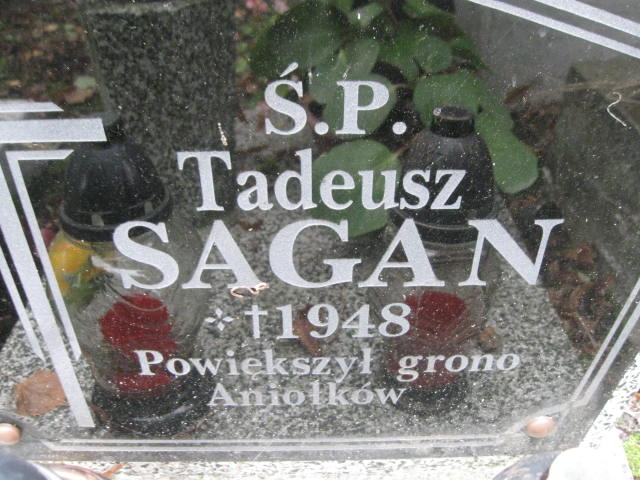 Ś.P.
Tadeusz
SAGAN
✢ † 1948
Powiekszył grono
Aniołków